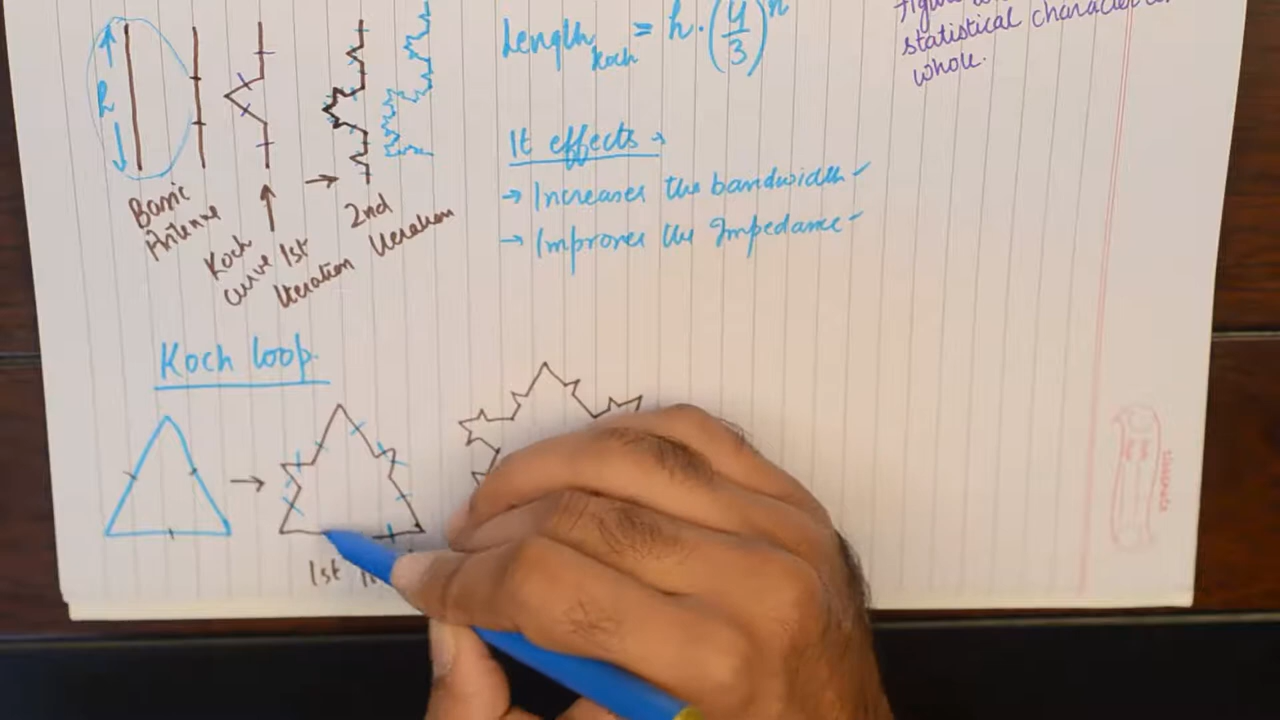 Length koch = h · (4/3)^n
statistical character
whole.
h
It effects →
→ Increases the bandwidth
→ Improves the Impedance
Basic
Antenna
Koch
curve 1st
Iteration
2nd
Iteration
Koch loop.
1st